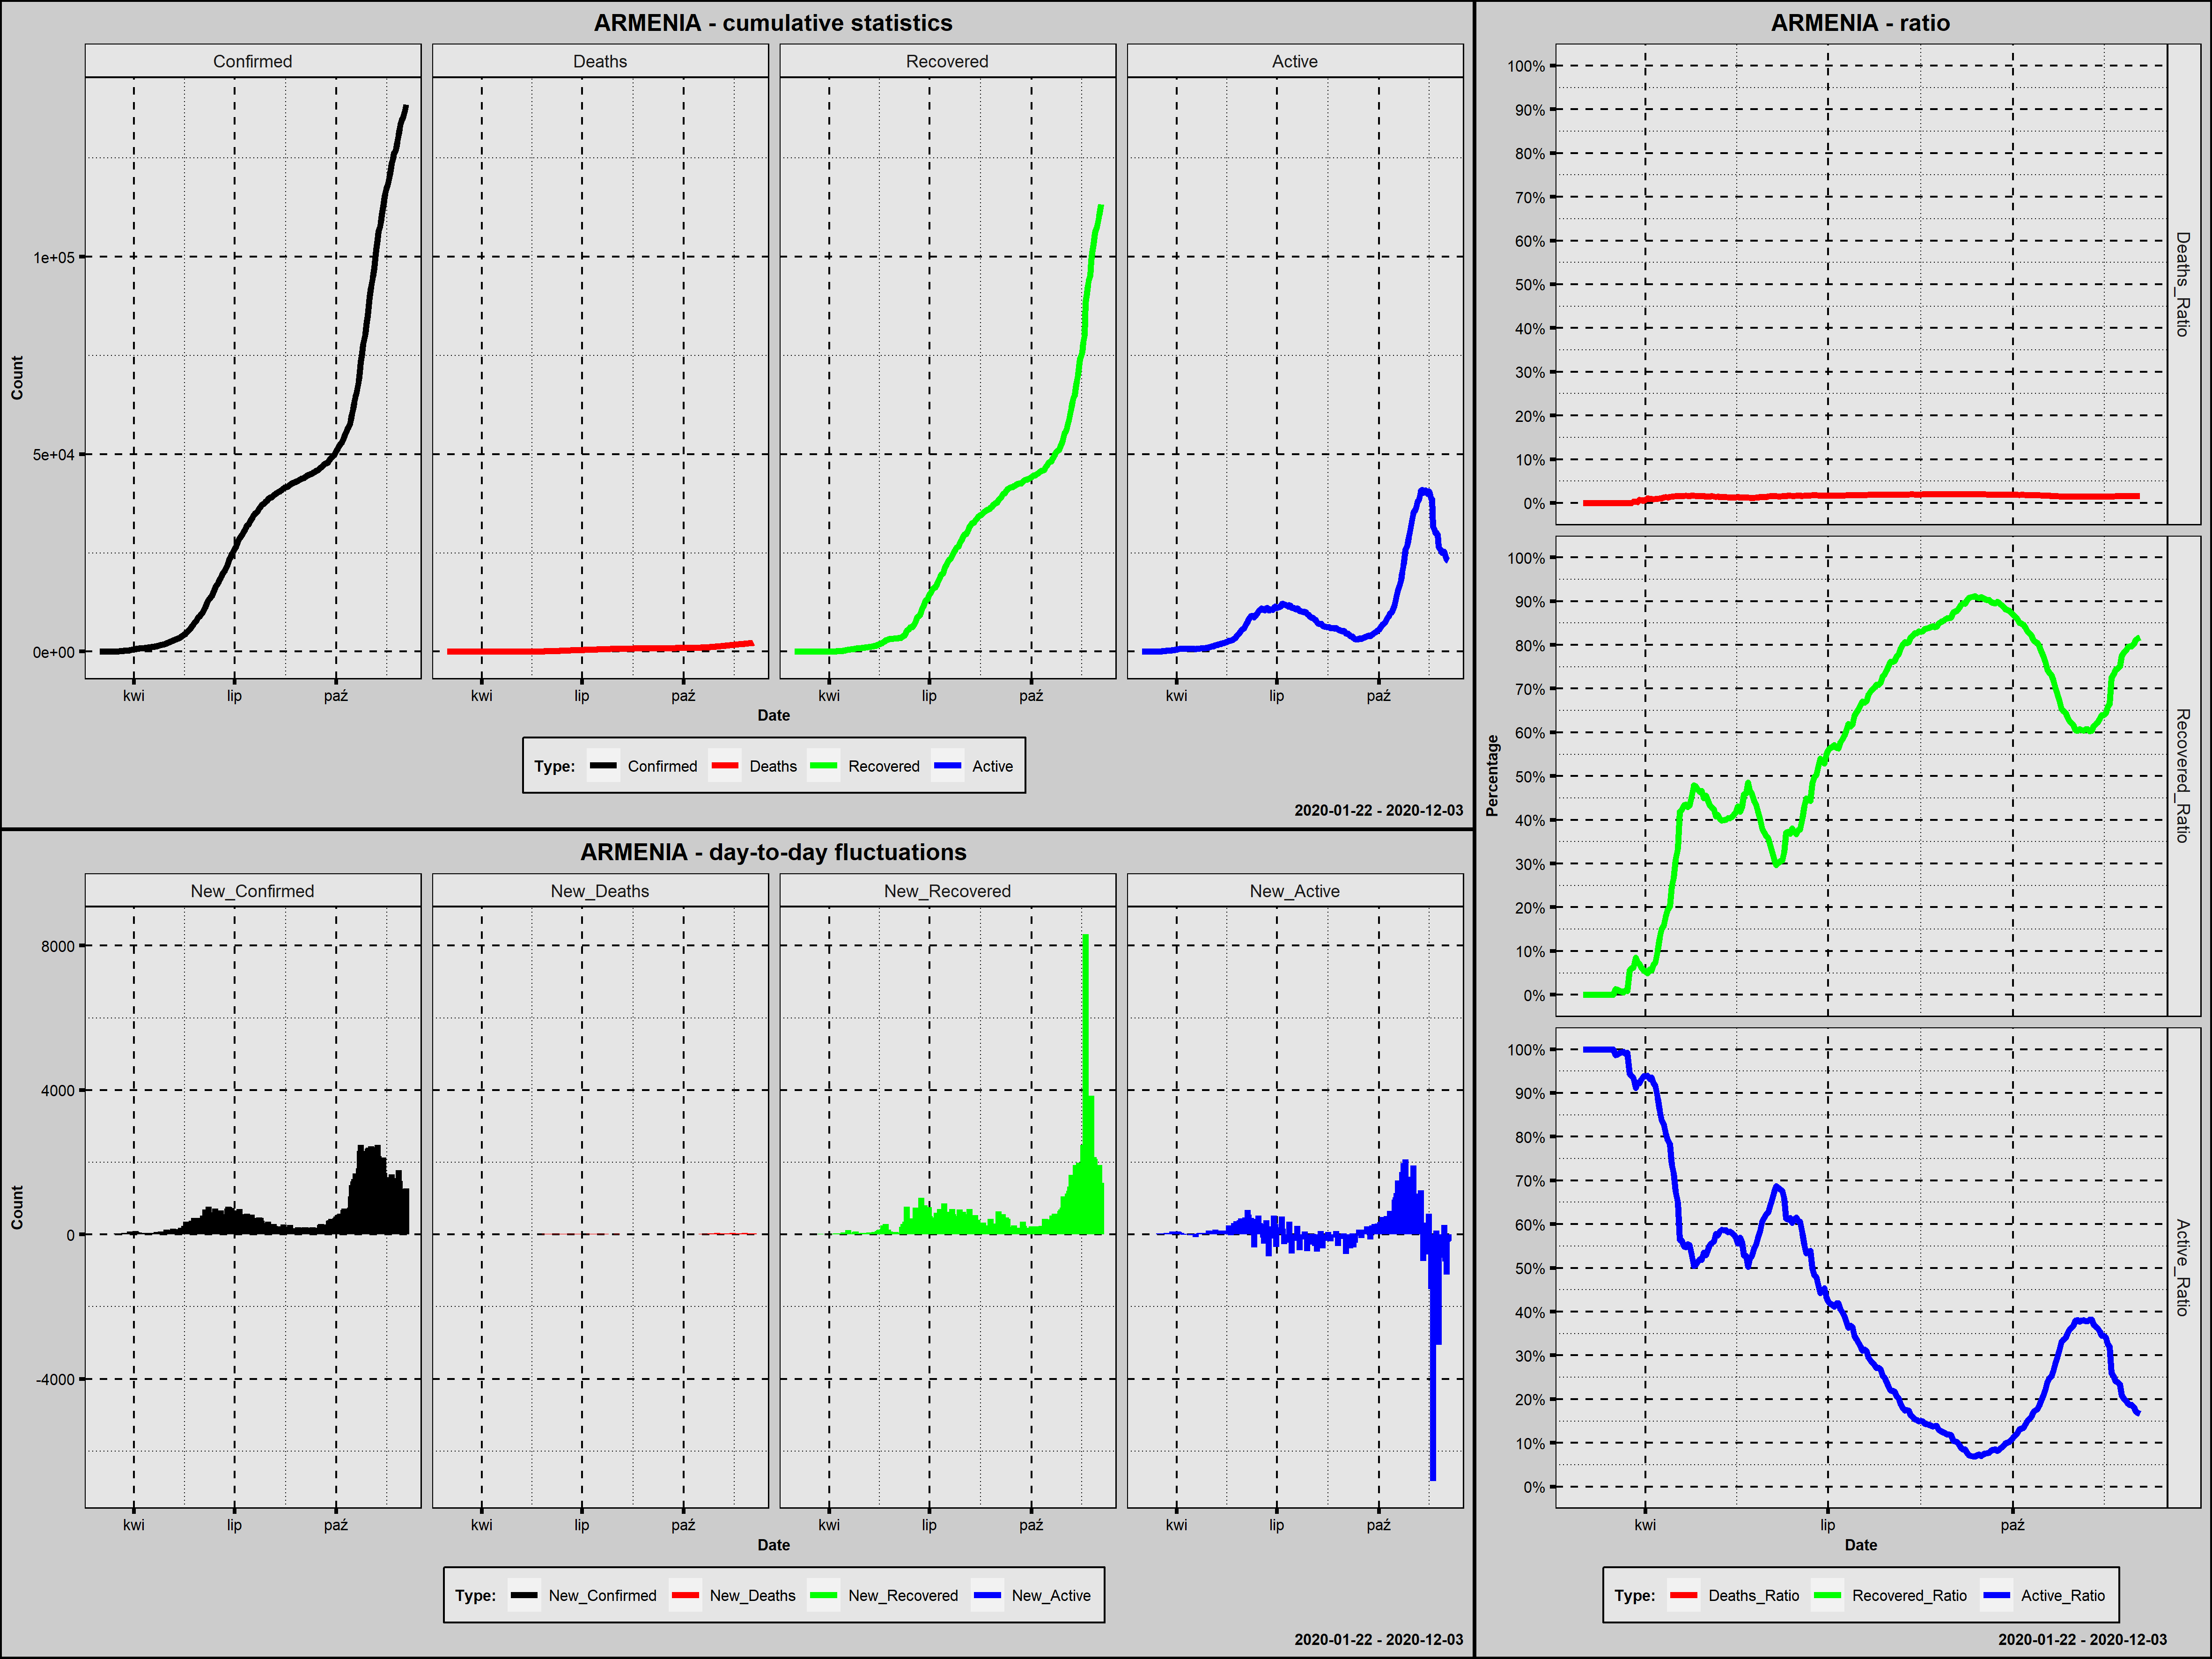 ARMENIA - cumulative statistics
Confirmed Deaths Recovered Active
Count
1e+05
5e+04
0e+00
kwi lip paź kwi lip paź kwi lip paź kwi lip paź
Date
Type: Confirmed Deaths Recovered Active
2020-01-22 - 2020-12-03
ARMENIA - day-to-day fluctuations
New_Confirmed New_Deaths New_Recovered New_Active
Count
8000
4000
0
-4000
kwi lip paź kwi lip paź kwi lip paź kwi lip paź
Date
Type: New_Confirmed New_Deaths New_Recovered New_Active
2020-01-22 - 2020-12-03
ARMENIA - ratio
Percentage
100%
90%
80%
70%
60%
50%
40%
30%
20%
10%
0%
Deaths_Ratio
100%
90%
80%
70%
60%
50%
40%
30%
20%
10%
0%
Recovered_Ratio
100%
90%
80%
70%
60%
50%
40%
30%
20%
10%
0%
Active_Ratio
kwi lip paź
Date
Type: Deaths_Ratio Recovered_Ratio Active_Ratio
2020-01-22 - 2020-12-03